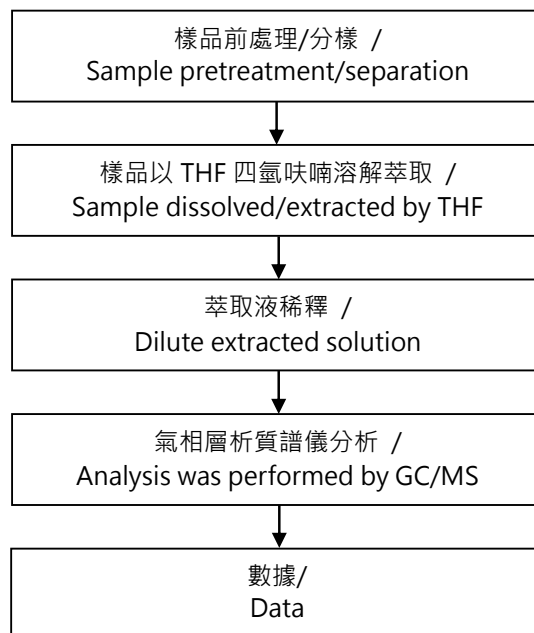 樣品前處理/分樣 /
Sample pretreatment/separation
樣品以 THF 四氫呋喃溶解萃取 /
Sample dissolved/extracted by THF
萃取液稀釋 /
Dilute extracted solution
氣相層析質譜儀分析 /
Analysis was performed by GC/MS
數據/
Data